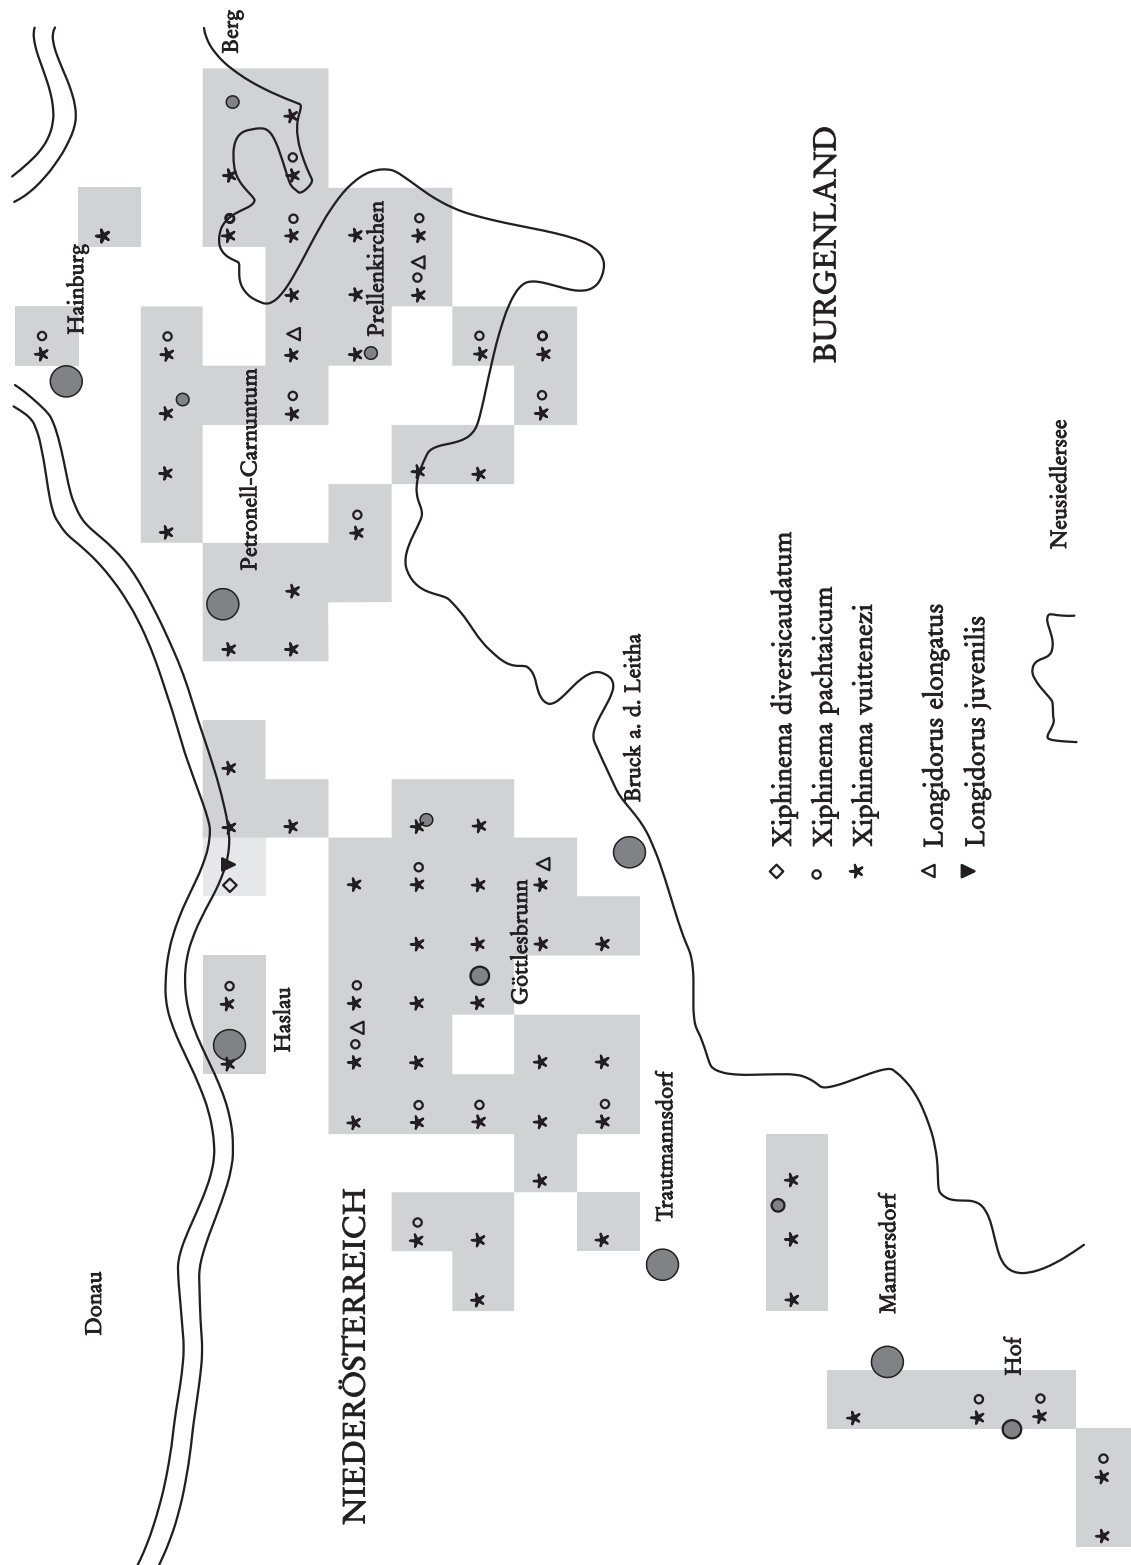 Berg
Hainburg
Prellenkirchen
Petronell-Carnuntum
BURGENLAND
Neusiedlersee
Bruck a. d. Leitha
Xiphinema diversicaudatum
Xiphinema pachtaicum
Xiphinema vuittenezi
Longidorus elongatus
Longidorus juvenilis
Göttlesbrunn
Haslau
Trautmannsdorf
NIEDERÖSTERREICH
Donau
Mannersdorf
Hof